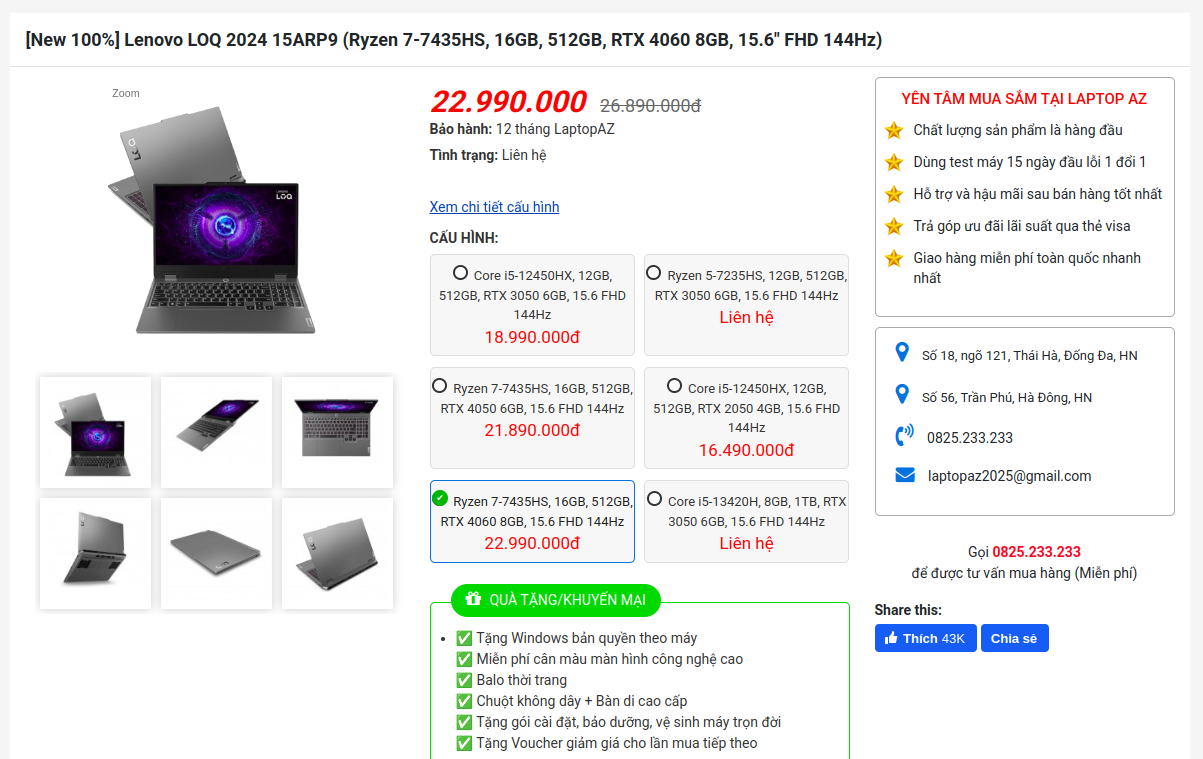 [New 100%] Lenovo LOQ 2024 15ARP9 (Ryzen 7-7435HS, 16GB, 512GB, RTX 4060 8GB, 15.6" FHD 144Hz)
Zoom
22.990.000 26.890.000đ
Bảo hành: 12 tháng LaptopAZ
Tình trạng: Liên hệ
Xem chi tiết cấu hình
CẤU HÌNH:
Core i5-12450HX, 12GB,
512GB, RTX 3050 6GB, 15.6 FHD
144Hz
18.990.000đ
Ryzen 5-7235HS, 12GB, 512GB,
RTX 3050 6GB, 15.6 FHD 144Hz
Liên hệ
Ryzen 7-7435HS, 16GB, 512GB,
RTX 4050 6GB, 15.6 FHD 144Hz
21.890.000đ
Core i5-12450HX, 12GB,
512GB, RTX 2050 4GB, 15.6 FHD
144Hz
16.490.000đ
Ryzen 7-7435HS, 16GB, 512GB,
RTX 4060 8GB, 15.6 FHD 144Hz
22.990.000đ
Core i5-13420H, 8GB, 1TB, RTX
3050 6GB, 15.6 FHD 144Hz
Liên hệ
QUÀ TẶNG/KHUYẾN MẠI
• ✅ Tặng Windows bản quyền theo máy
✅ Miễn phí cân màu màn hình công nghệ cao
✅ Balo thời trang
✅ Chuột không dây + Bàn di cao cấp
✅ Tặng gói cài đặt, bảo dưỡng, vệ sinh máy trọn đời
✅ Tặng Voucher giảm giá cho lần mua tiếp theo
YÊN TÂM MUA SẮM TẠI LAPTOP AZ
Chất lượng sản phẩm là hàng đầu
Dùng test máy 15 ngày đầu lỗi 1 đổi 1
Hỗ trợ và hậu mãi sau bán hàng tốt nhất
Trả góp ưu đãi lãi suất qua thẻ visa
Giao hàng miễn phí toàn quốc nhanh
nhất
Số 18, ngõ 121, Thái Hà, Đống Đa, HN
Số 56, Trần Phú, Hà Đông, HN
0825.233.233
laptopaz2025@gmail.com
Gọi 0825.233.233
để được tư vấn mua hàng (Miễn phí)
Share this:
Thích 43K Chia sẻ
LOQ